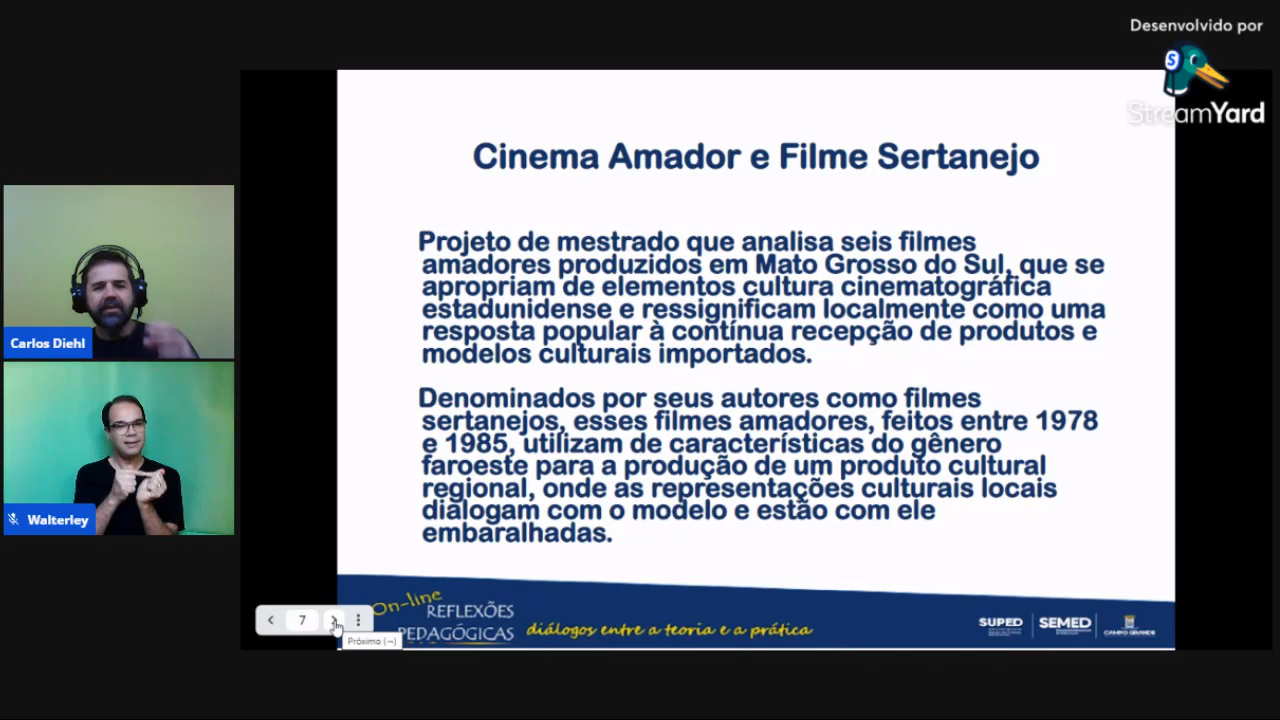 Desenvolvido por
StreamYard
Cinema Amador e Filme Sertanejo
Projeto de mestrado que analisa seis filmes
amadores produzidos em Mato Grosso do Sul, que se
apropriam de elementos cultura cinematográfica
estadunidense e ressignificam localmente como uma
resposta popular à contínua recepção de produtos e
modelos culturais importados.
Denominados por seus autores como filmes
sertanejos, esses filmes amadores, feitos entre 1978
e 1985, utilizam de características do gênero
faroeste para a produção de um produto cultural
regional, onde as representações culturais locais
dialogam com o modelo e estão com ele
embaralhadas.
Carlos Diehl
Walterley
7
Próximo (→)
On-line
REFLEXÕES
PEDAGÓGICAS
diálogos entre a teoria e a prática
SUPED
SEMED
CAMPO GRANDE